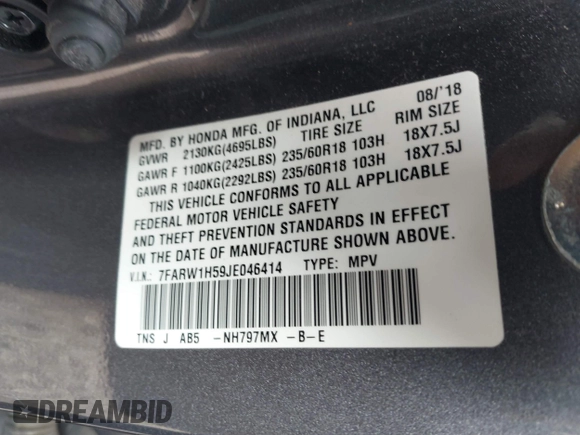 MFD. BY HONDA MFG. OF INDIANA, LLC 08/'18
GVWR 2130KG(4695LBS) TIRE SIZE RIM SIZE
GAWR F 1100KG(2425LBS) 235/60R18 103H 18X7.5J
GAWR R 1040KG(2292LBS) 235/60R18 103H 18X7.5J
THIS VEHICLE CONFORMS TO ALL APPLICABLE
FEDERAL MOTOR VEHICLE SAFETY
AND THEFT PREVENTION STANDARDS IN EFFECT
ON THE DATE OF MANUFACTURE SHOWN ABOVE.
V.I.N.: 7FARW1H59JE046414 TYPE: MPV
TNS J A85 -NH797MX -B-E
DREAMBID